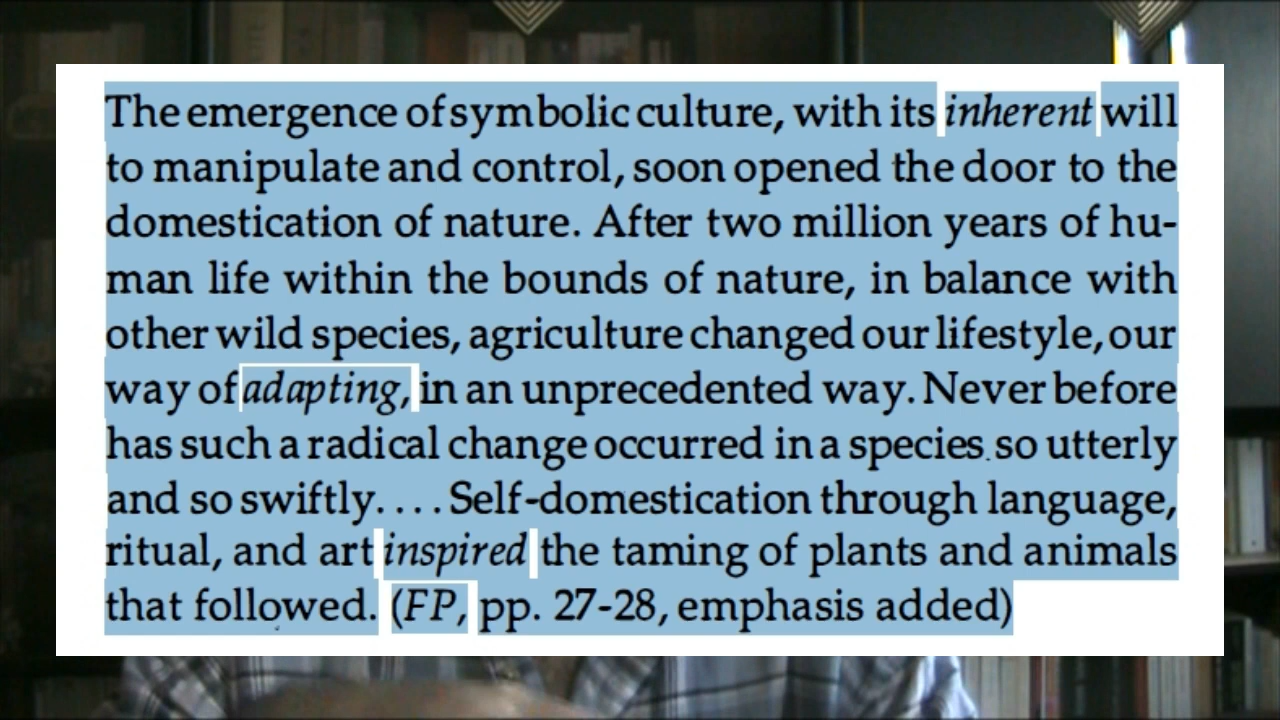 The emergence of symbolic culture, with its inherent will
to manipulate and control, soon opened the door to the
domestication of nature. After two million years of hu-
man life within the bounds of nature, in balance with
other wild species, agriculture changed our lifestyle, our
way of adapting, in an unprecedented way. Never before
has such a radical change occurred in a species so utterly
and so swiftly. . . . Self-domestication through language,
ritual, and art inspired the taming of plants and animals
that followed. (FP, pp. 27-28, emphasis added)